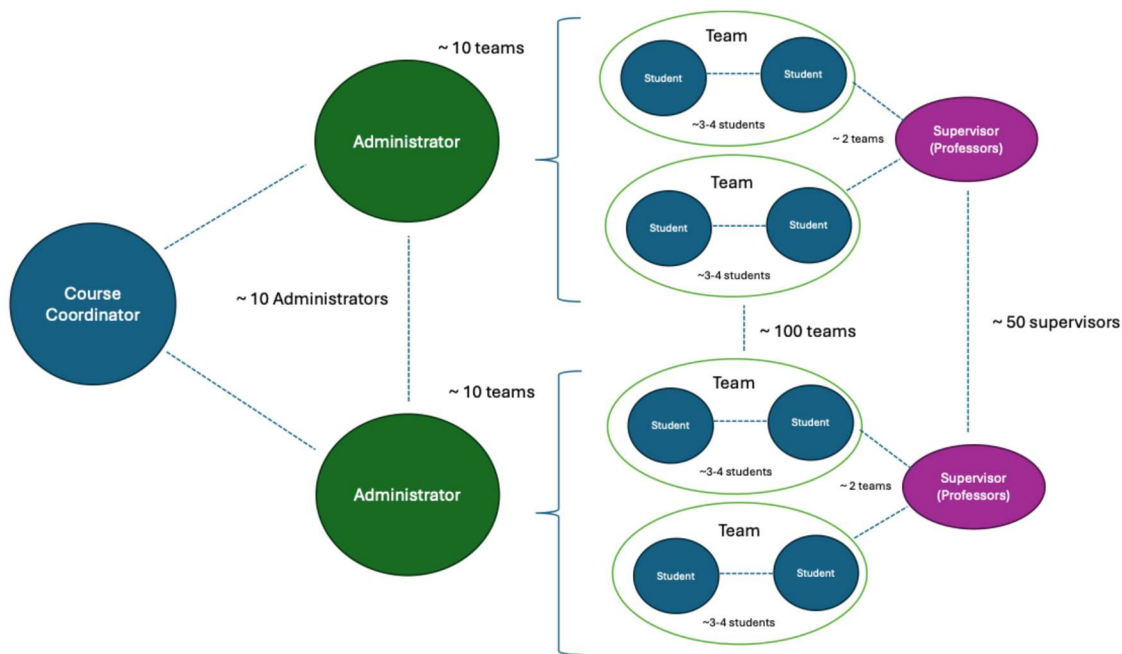 ~ 10 teams
Administrator
Team
Student
Student
~3-4 students
Team
Student
Student
~3-4 students
~ 2 teams
Supervisor
(Professors)
Course
Coordinator
~ 10 Administrators
~ 100 teams
~ 50 supervisors
~ 10 teams
Administrator
Team
Student
Student
~3-4 students
Team
Student
Student
~3-4 students
~ 2 teams
Supervisor
(Professors)